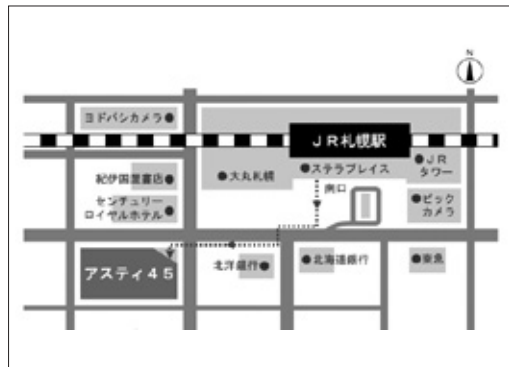 N
ヨドバシカメラ
JR札幌駅
紀伊国屋書店
大丸札幌
ステラプレイス
JR
タワー
南口
センチュリー
ロイヤルホテル
ビック
カメラ
アスティ45
北洋銀行
北海道銀行
東急